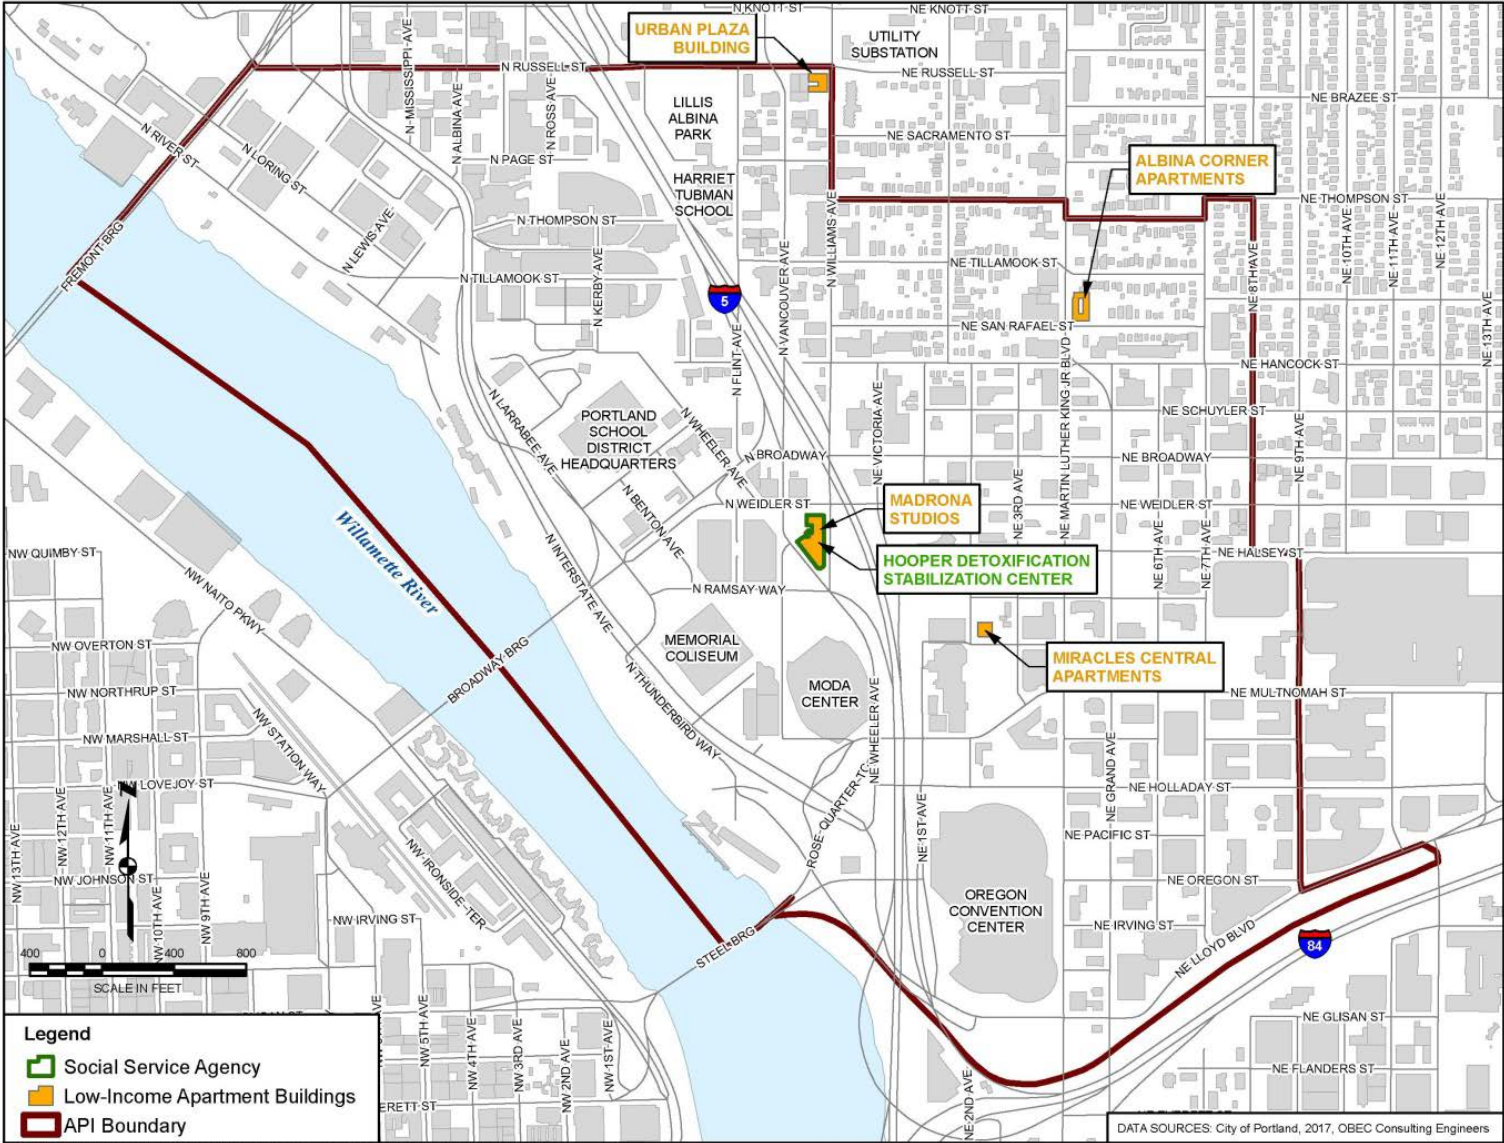 N KNOTT ST
NE KNOTT ST
URBAN PLAZA
BUILDING
UTILITY
SUBSTATION
N MISSISSIPPI AVE
N RUSSELL ST
NE RUSSELL ST
NE BRAZEE ST
N ALBINA AVE
N ROSS AVE
LILLIS
ALBINA
PARK
NE SACRAMENTO ST
N RIVER ST
N LORING ST
N PAGE ST
ALBINA CORNER
APARTMENTS
HARRIET
TUBMAN
SCHOOL
N THOMPSON ST
NE THOMPSON ST
N LEWIS AVE
N WILLIAMS AVE
NE 10TH AVE
NE 11TH AVE
NE 12TH AVE
FREMONT BRG
N TILLAMOOK ST
NE TILLAMOOK ST
N KERBY AVE
N VANCOUVER AVE
NE 8TH AVE
5
NE SAN RAFAEL ST
NE 13TH AVE
N FLINT AVE
NE HANCOCK ST
N LARRABEE AVE
PORTLAND
SCHOOL
DISTRICT
HEADQUARTERS
N WHEELER AVE
NE VICTORIA AVE
NE MARTIN LUTHER KING JR BLVD
NE SCHUYLER ST
N BROADWAY
NE BROADWAY
NE 9TH AVE
N BENTON AVE
N WEIDLER ST
MADRONA
STUDIOS
NE 3RD AVE
NE WEIDLER ST
Willamette River
N INTERSTATE AVE
NW QUIMBY ST
HOOPER DETOXIFICATION
STABILIZATION CENTER
NE 6TH AVE
NE 7TH AVE
NE HALSEY ST
NW NAITO PKWY
N RAMSAY WAY
NW OVERTON ST
BROADWAY BRG
MEMORIAL
COLISEUM
MIRACLES CENTRAL
APARTMENTS
NW NORTHRUP ST
N THUNDERBIRD WAY
MODA
CENTER
NE WHEELER AVE
NE MULTNOMAH ST
NW MARSHALL ST
NW STATION WAY
NE GRAND AVE
NW LOVEJOY ST
NE HOLLADAY ST
N
NW 13TH AVE
NW 12TH AVE
NW 11TH AVE
ROSE QUARTER TC
NE 1ST AVE
NE PACIFIC ST
NW JOHNSON ST
NW IRONSIDE TER
NE OREGON ST
NW 10TH AVE
NW 9TH AVE
NW IRVING ST
OREGON
CONVENTION
CENTER
NE IRVING ST
STEEL BRG
NE LLOYD BLVD
84
400 0 400 800
SCALE IN FEET
NE GLISAN ST
NW 5TH AVE
NW 4TH AVE
NW 3RD AVE
NW 2ND AVE
NW 1ST AVE
Legend
Social Service Agency
Low-Income Apartment Buildings
API Boundary
ERETT ST
NE 2ND AVE
NE FLANDERS ST
DATA SOURCES: City of Portland, 2017, OBEC Consulting Engineers